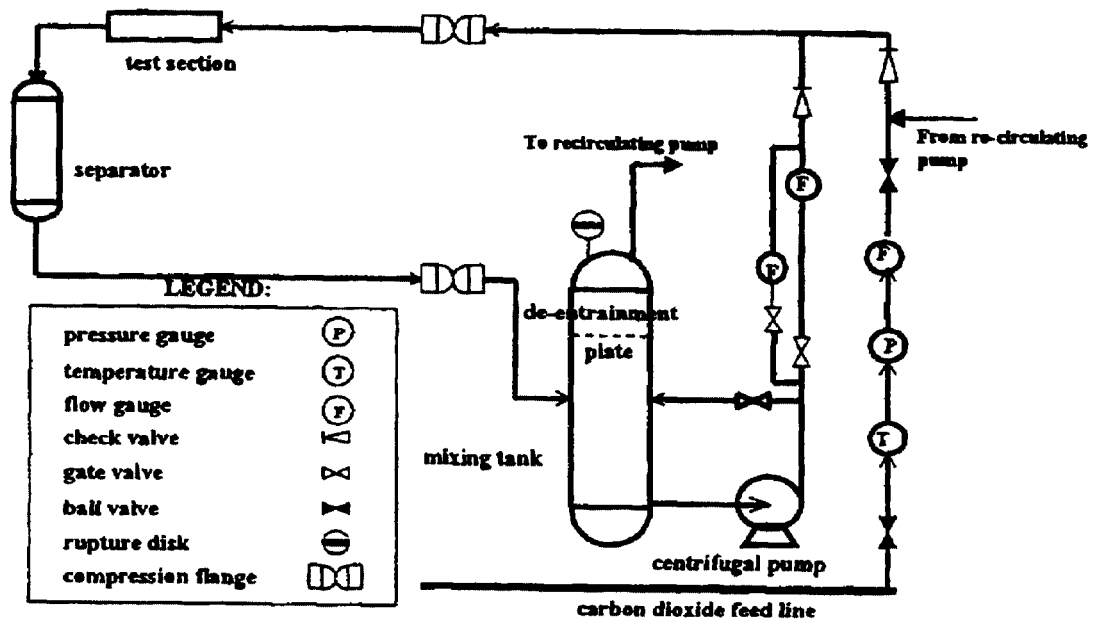 test section
To recirculating pump
From re-circulating
pump
separator
F
F
F
LEGEND:
de-entrainment
plate
pressure gauge P
temperature gauge T
flow gauge F
check valve
gate valve
ball valve
rupture disk
compression flange
P
T
mixing tank
centrifugal pump
carbon dioxide feed line